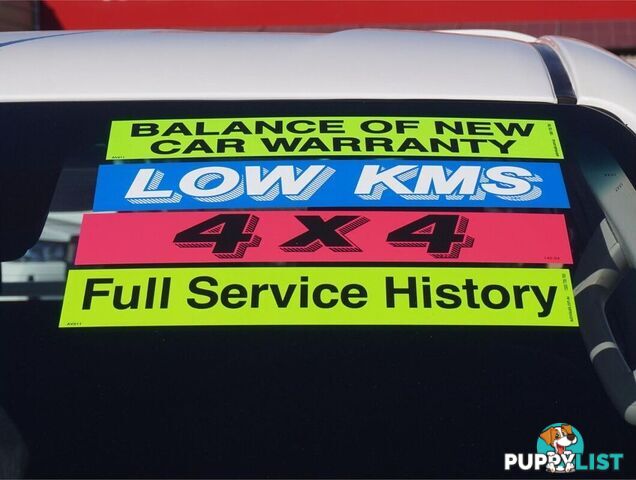 BALANCE OF NEW
CAR WARRANTY
LOW KMS
4 x 4
Full Service History
PUPPYLIST